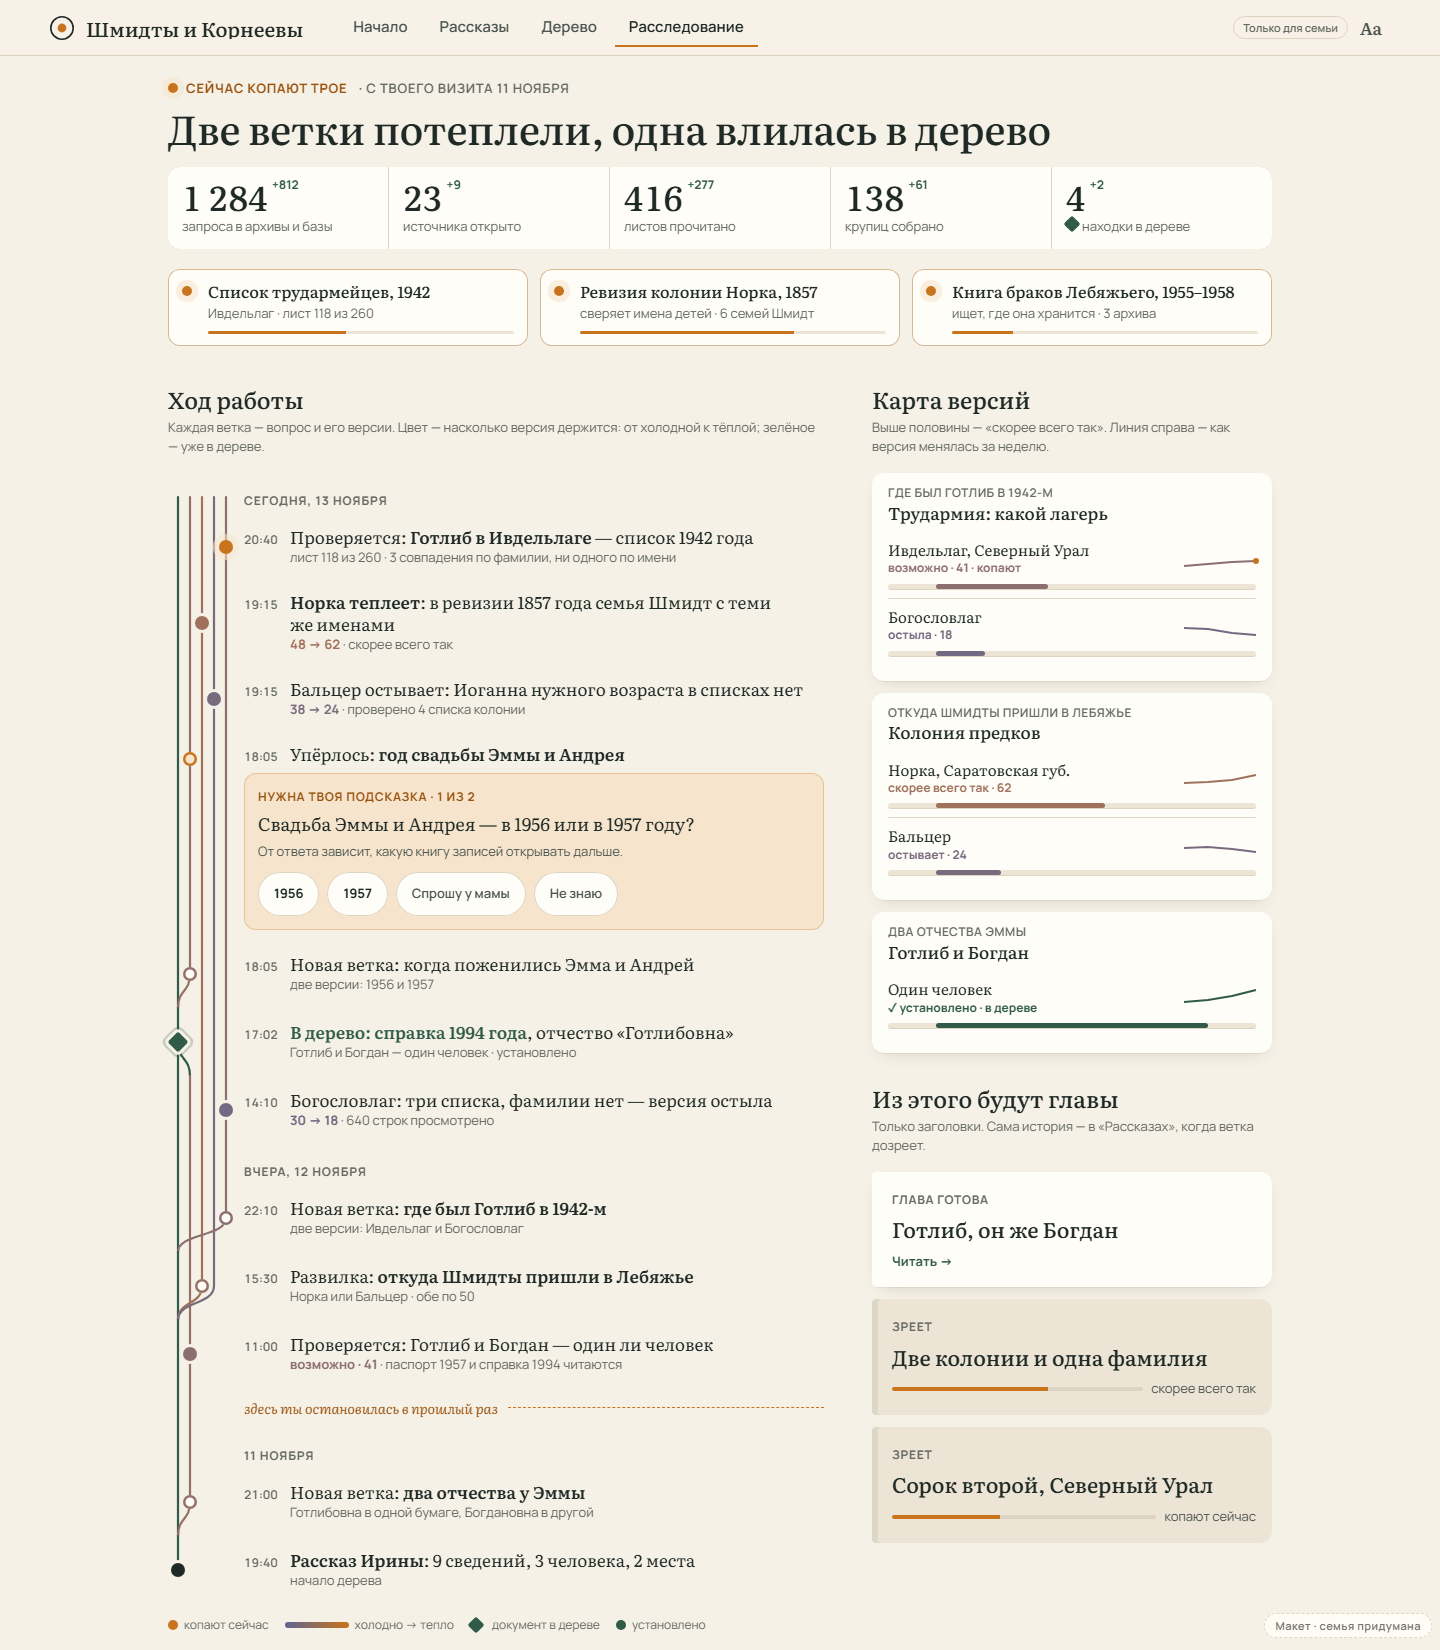 Шмидты и Корнеевы
Начало
Рассказы
Дерево
Расследование
Только для семьи
Aa
СЕЙЧАС КОПАЮТ ТРОЕ · С ТВОЕГО ВИЗИТА 11 НОЯБРЯ
Две ветки потеплели, одна влилась в дерево
1 284 +812
запроса в архивы и базы
23 +9
источника открыто
416 +277
листов прочитано
138 +61
крупиц собрано
4 +2
находки в дереве
Список трудармейцев, 1942
Ивдельлаг · лист 118 из 260
Ревизия колонии Норка, 1857
сверяет имена детей · 6 семей Шмидт
Книга браков Лебяжьего, 1955–1958
ищет, где она хранится · 3 архива
Ход работы
Каждая ветка — вопрос и его версии. Цвет — насколько версия держится: от холодной к тёплой; зелёное
— уже в дереве.
СЕГОДНЯ, 13 НОЯБРЯ
20:40 Проверяется: Готлиб в Ивдельлаге — список 1942 года
лист 118 из 260 · 3 совпадения по фамилии, ни одного по имени
19:15 Норка теплеет: в ревизии 1857 года семья Шмидт с теми
же именами
48 → 62 · скорее всего так
19:15 Бальцер остывает: Иоганна нужного возраста в списках нет
38 → 24 · проверено 4 списка колонии
18:05 Упёрлось: год свадьбы Эммы и Андрея
НУЖНА ТВОЯ ПОДСКАЗКА · 1 ИЗ 2
Свадьба Эммы и Андрея — в 1956 или в 1957 году?
От ответа зависит, какую книгу записей открывать дальше.
1956
1957
Спрошу у мамы
Не знаю
18:05 Новая ветка: когда поженились Эмма и Андрей
две версии: 1956 и 1957
17:02 В дерево: справка 1994 года, отчество «Готлибовна»
Готлиб и Богдан — один человек · установлено
14:10 Богословлаг: три списка, фамилии нет — версия остыла
30 → 18 · 640 строк просмотрено
ВЧЕРА, 12 НОЯБРЯ
22:10 Новая ветка: где был Готлиб в 1942-м
две версии: Ивдельлаг и Богословлаг
15:30 Развилка: откуда Шмидты пришли в Лебяжье
Норка или Бальцер · обе по 50
11:00 Проверяется: Готлиб и Богдан — один ли человек
возможно · 41 · паспорт 1957 и справка 1994 читаются
здесь ты остановилась в прошлый раз
11 НОЯБРЯ
21:00 Новая ветка: два отчества у Эммы
Готлибовна в одной бумаге, Богдановна в другой
19:40 Рассказ Ирины: 9 сведений, 3 человека, 2 места
начало дерева
копают сейчас
холодно → тепло
документ в дереве
установлено
Карта версий
Выше половины — «скорее всего так». Линия справа — как
версия менялась за неделю.
ГДЕ БЫЛ ГОТЛИБ В 1942-М
Трудармия: какой лагерь
Ивдельлаг, Северный Урал
возможно · 41 · копают
Богословлаг
остыла · 18
ОТКУДА ШМИДТЫ ПРИШЛИ В ЛЕБЯЖЬЕ
Колония предков
Норка, Саратовская губ.
скорее всего так · 62
Бальцер
остывает · 24
ДВА ОТЧЕСТВА ЭММЫ
Готлиб и Богдан
Один человек
✓ установлено · в дереве
Из этого будут главы
Только заголовки. Сама история — в «Рассказах», когда ветка
дозреет.
ГЛАВА ГОТОВА
Готлиб, он же Богдан
Читать →
ЗРЕЕТ
Две колонии и одна фамилия
скорее всего так
ЗРЕЕТ
Сорок второй, Северный Урал
копают сейчас
Макет · семья придумана